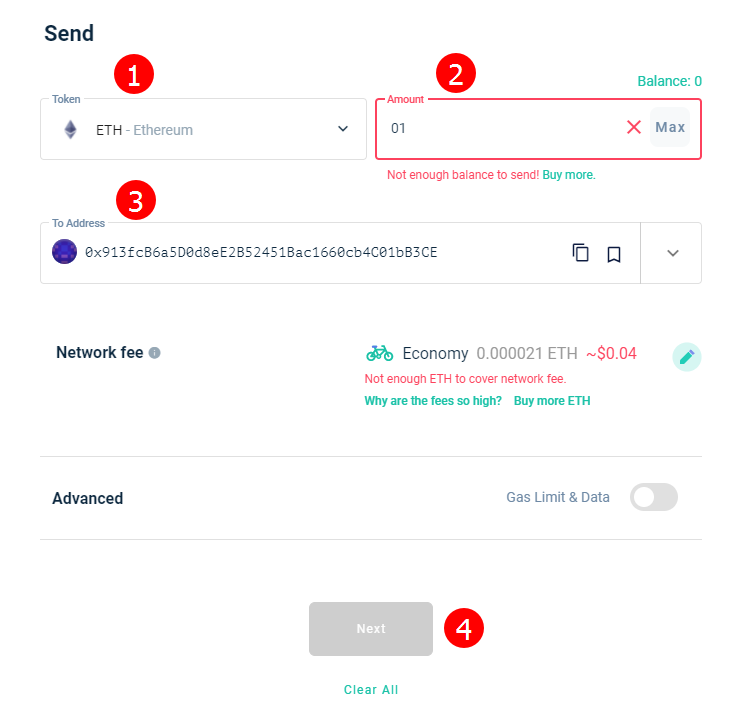 Send
1
2
Balance: 0
Token
Amount
ETH - Ethereum
01
Max
Not enough balance to send! Buy more.
3
To Address
0x913fcB6a5D0d8eE2B52451Bac1660cb4C01bB3CE
Network fee
Economy 0.000021 ETH ~$0.04
Not enough ETH to cover network fee.
Why are the fees so high? Buy more ETH
Advanced
Gas Limit & Data
Next
4
Clear All